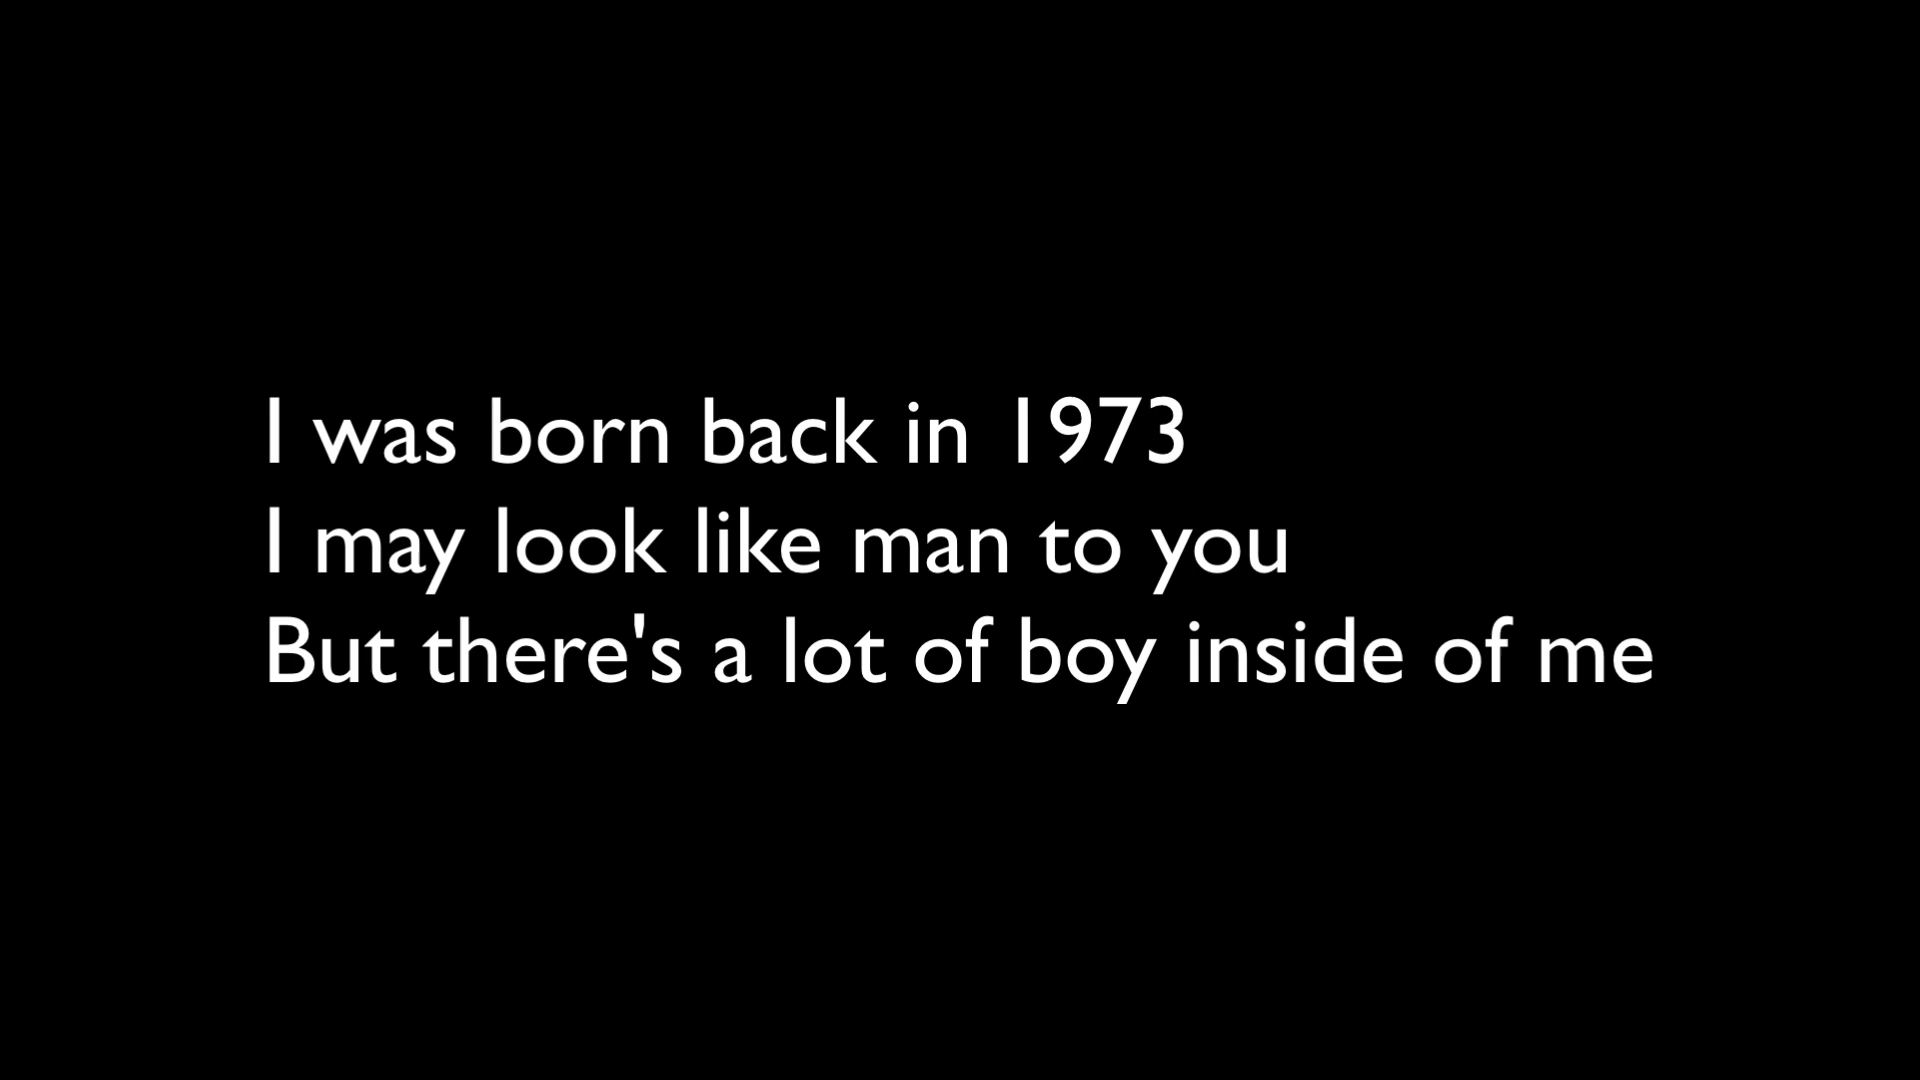 I was born back in 1973
I may look like man to you
But there's a lot of boy inside of me